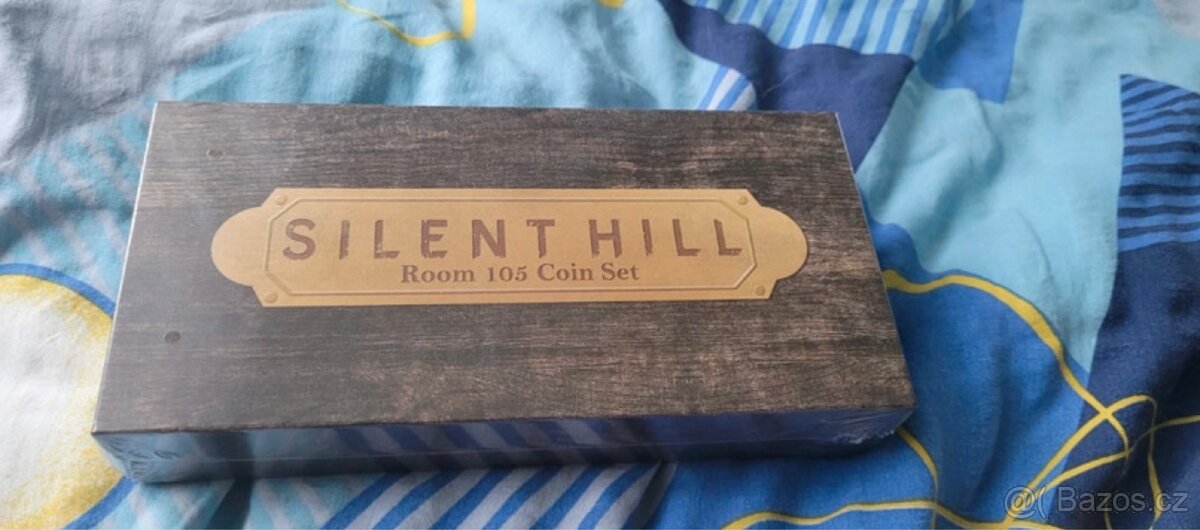 SILENT HILL
Room 105 Coin Set
Bazos.cz